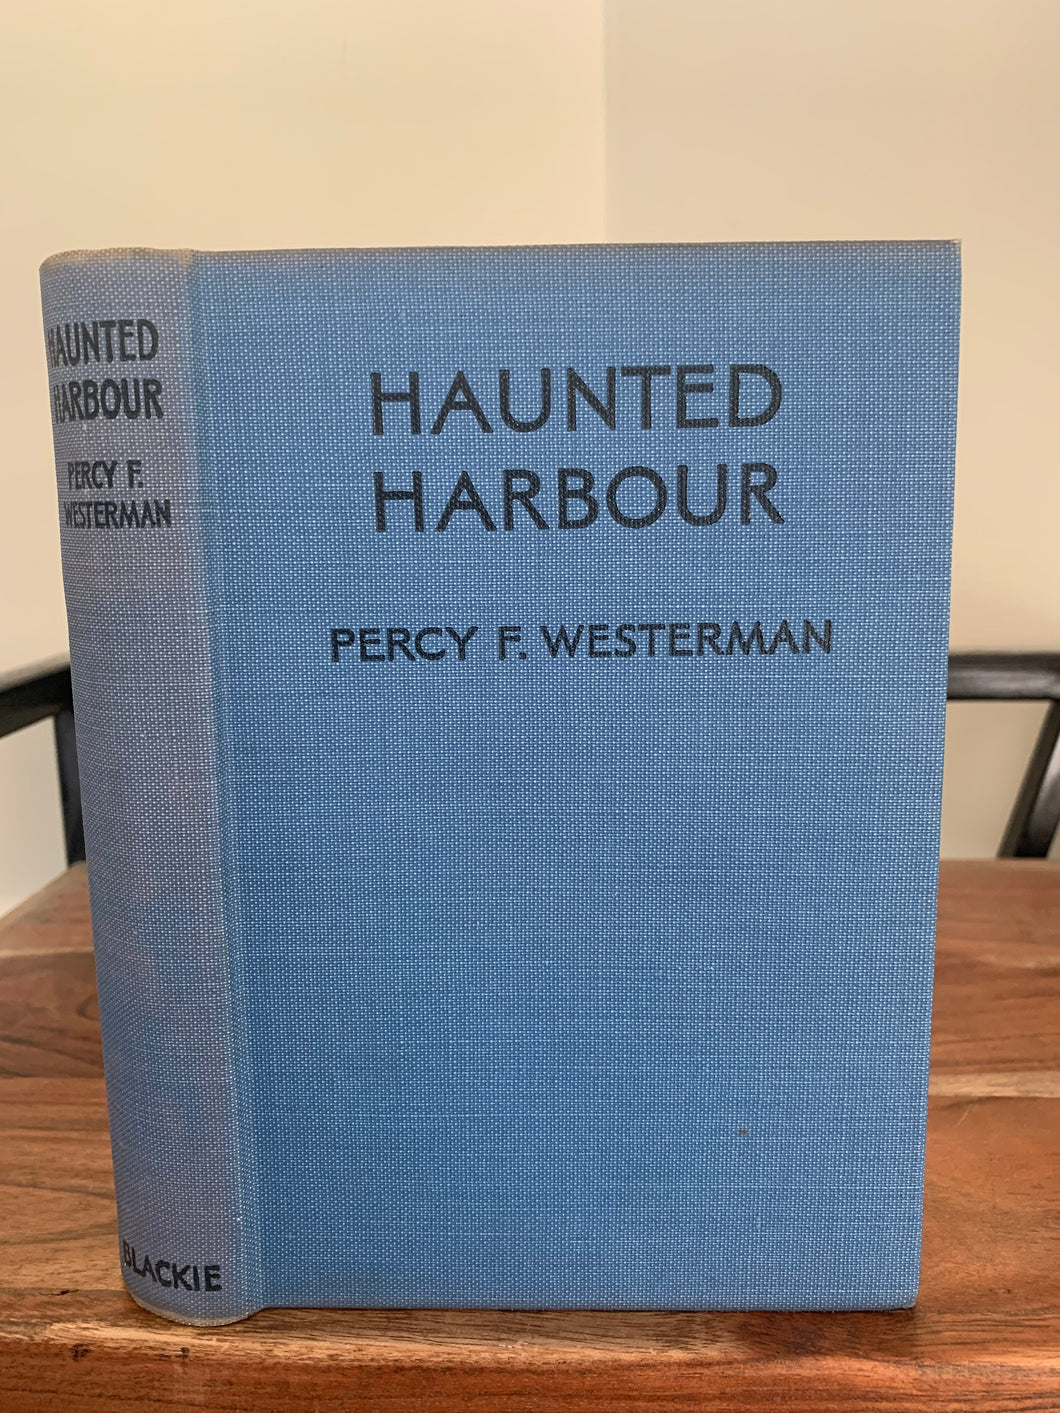 HAUNTED
HARBOUR
PERCY F.
WESTERMAN
BLACKIE
HAUNTED
HARBOUR
PERCY F. WESTERMAN